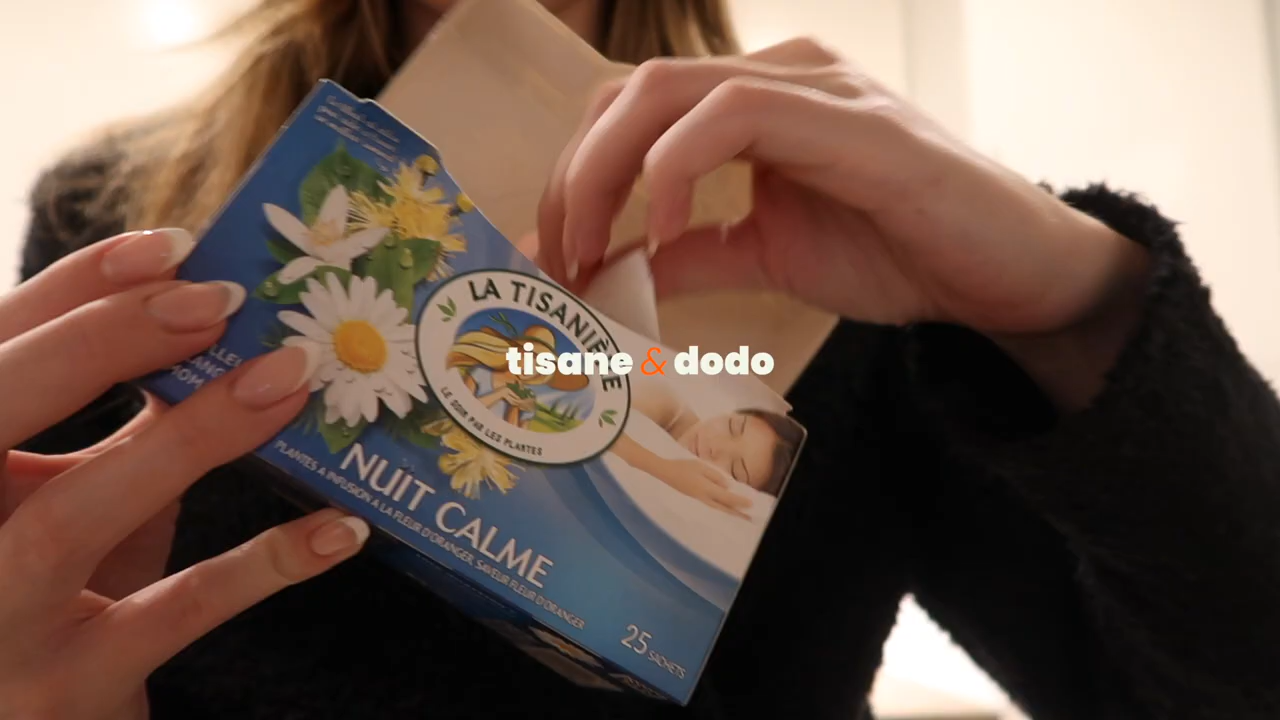 LA TISANIÈRE
LE SOIN PAR LES PLANTES
tisane & dodo
NUIT CALME
PLANTES A INFUSION A LA FLEUR D'ORANGER, SAVEUR FLEUR D'ORANGER
25 SACHETS